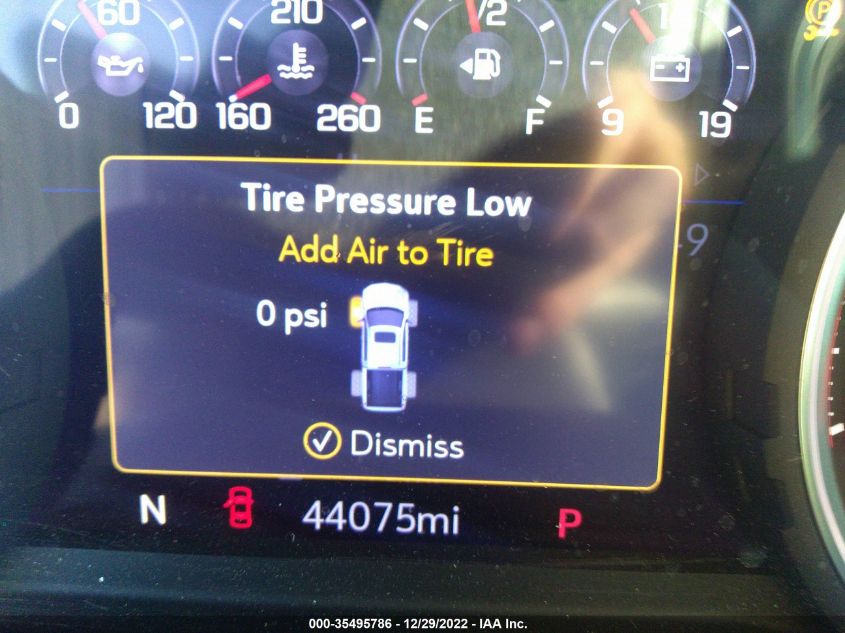 60 210 1/2
0 120 160 260 E F 9 19
Tire Pressure Low
Add Air to Tire
0 psi
Dismiss
N 44075mi P
000-35495786 - 12/29/2022 - IAA Inc.